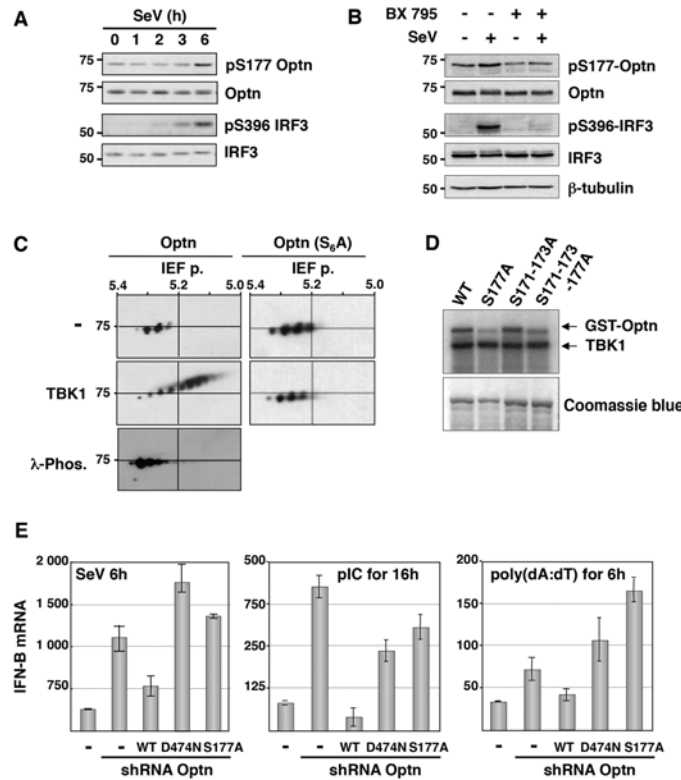 A
SeV (h)
0 1 2 3 6
75
pS177 Optn
75
Optn
50
pS396 IRF3
50
IRF3
B
BX 795 - - + +
SeV - + - +
75
pS177-Optn
75
Optn
50
pS396-IRF3
50
IRF3
50
β-tubulin
C
Optn
IEF p.
5.4 5.2 5.0
Optn (S6A)
IEF p.
5.2 5.0
- 75
TBK1 75
λ-Phos. 75
D
WT S177A S171-173A S171-173 -177A
GST-Optn
TBK1
Coomassie blue
E
IFN-B mRNA
SeV 6h
2 000
1 500
1 000
750
- - WT D474N S177A
shRNA Optn
pIC for 16h
500
750
250
125
- - WT D474N S177A
shRNA Optn
poly(dA:dT) for 6h
200
150
100
50
- - WT D474N S177A
shRNA Optn